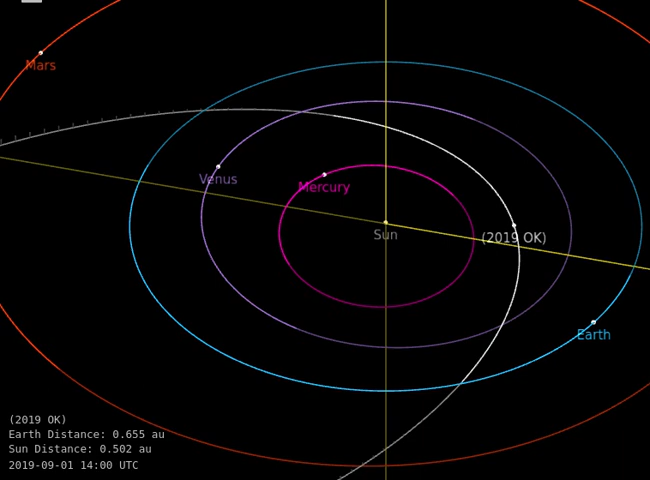 Mars
Venus
Mercury
Sun
(2019 OK)
Earth
(2019 OK)
Earth Distance: 0.655 au
Sun Distance: 0.502 au
2019-09-01 14:00 UTC